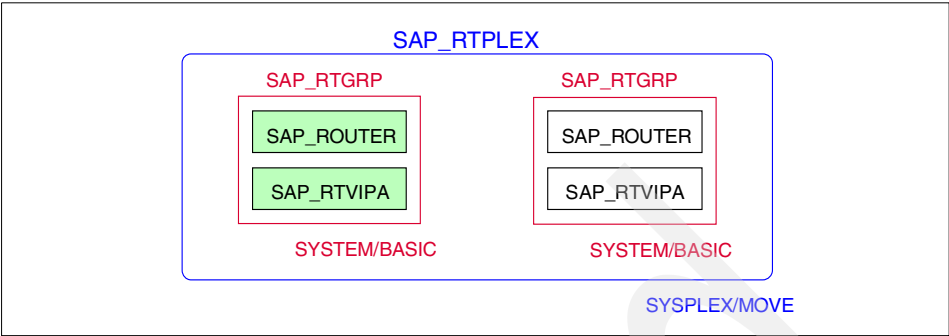 SAP_RTPLEX
SAP_RTGRP SAP_RTGRP
SAP_ROUTER SAP_ROUTER
SAP_RTVIPA SAP_RTVIPA
SYSTEM/BASIC SYSTEM/BASIC
SYSPLEX/MOVE